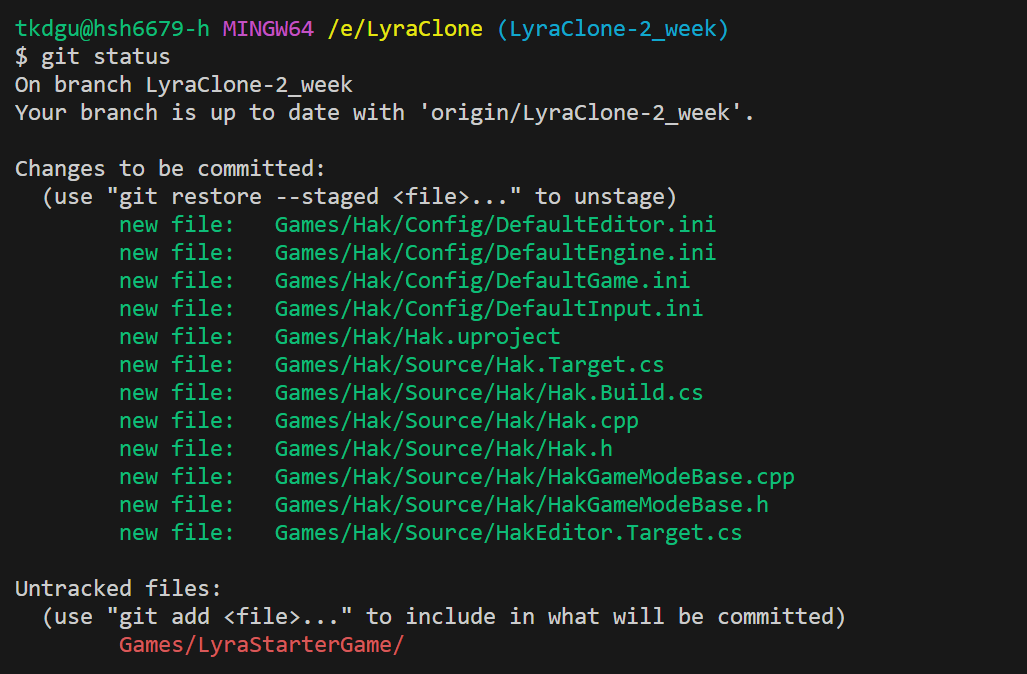 tkdgu@hsh6679-h MINGW64 /e/LyraClone (LyraClone-2_week)
$ git status
On branch LyraClone-2_week
Your branch is up to date with 'origin/LyraClone-2_week'.
Changes to be committed:
(use "git restore --staged <file>..." to unstage)
new file: Games/Hak/Config/DefaultEditor.ini
new file: Games/Hak/Config/DefaultEngine.ini
new file: Games/Hak/Config/DefaultGame.ini
new file: Games/Hak/Config/DefaultInput.ini
new file: Games/Hak/Hak.uproject
new file: Games/Hak/Source/Hak.Target.cs
new file: Games/Hak/Source/Hak/Hak.Build.cs
new file: Games/Hak/Source/Hak/Hak.cpp
new file: Games/Hak/Source/Hak/Hak.h
new file: Games/Hak/Source/Hak/HakGameModeBase.cpp
new file: Games/Hak/Source/Hak/HakGameModeBase.h
new file: Games/Hak/Source/HakEditor.Target.cs
Untracked files:
(use "git add <file>..." to include in what will be committed)
Games/LyraStarterGame/